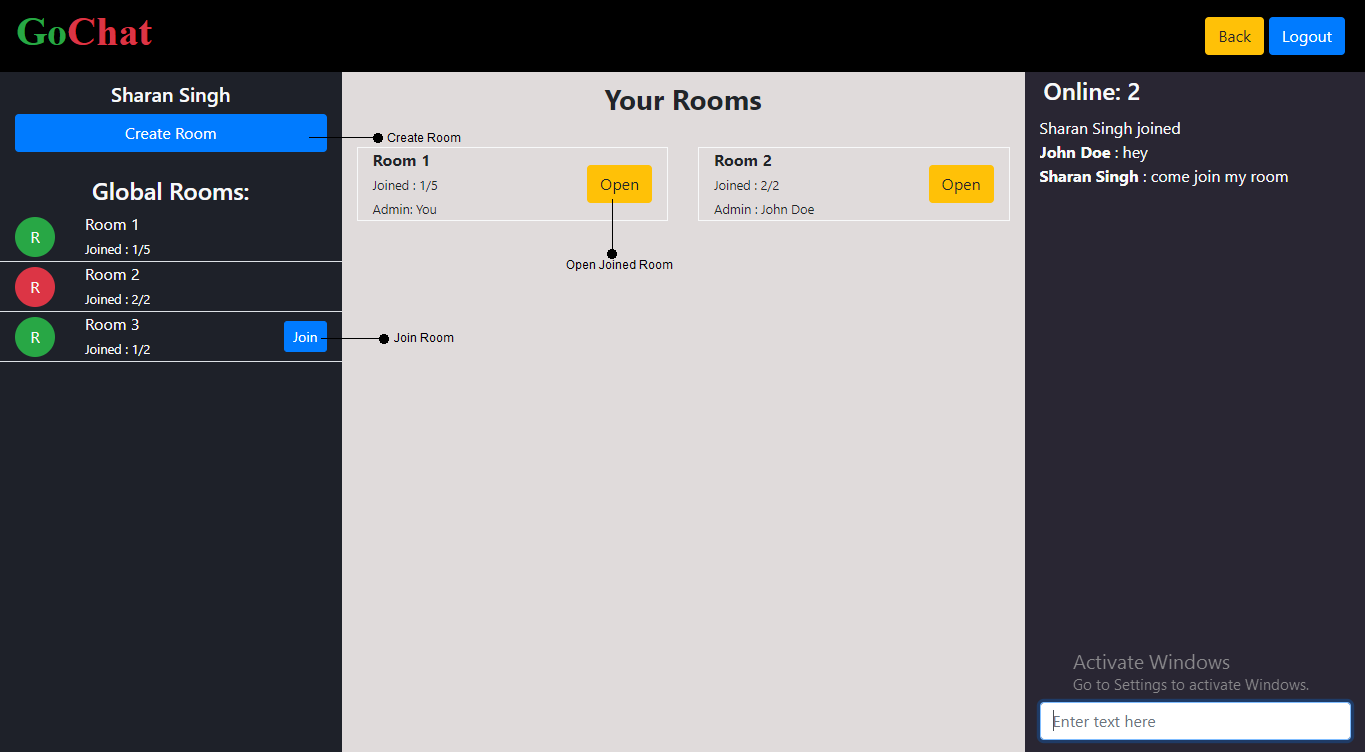 GoChat
Back
Logout
Sharan Singh
Create Room
Global Rooms:
R
Room 1
Joined : 1/5
R
Room 2
Joined : 2/2
R
Room 3
Joined : 1/2
Join
Your Rooms
Create Room
Room 1
Joined : 1/5
Admin: You
Open
Room 2
Joined : 2/2
Admin : John Doe
Open
Open Joined Room
Join Room
Online: 2
Sharan Singh joined
John Doe : hey
Sharan Singh : come join my room
Activate Windows
Go to Settings to activate Windows.
Enter text here